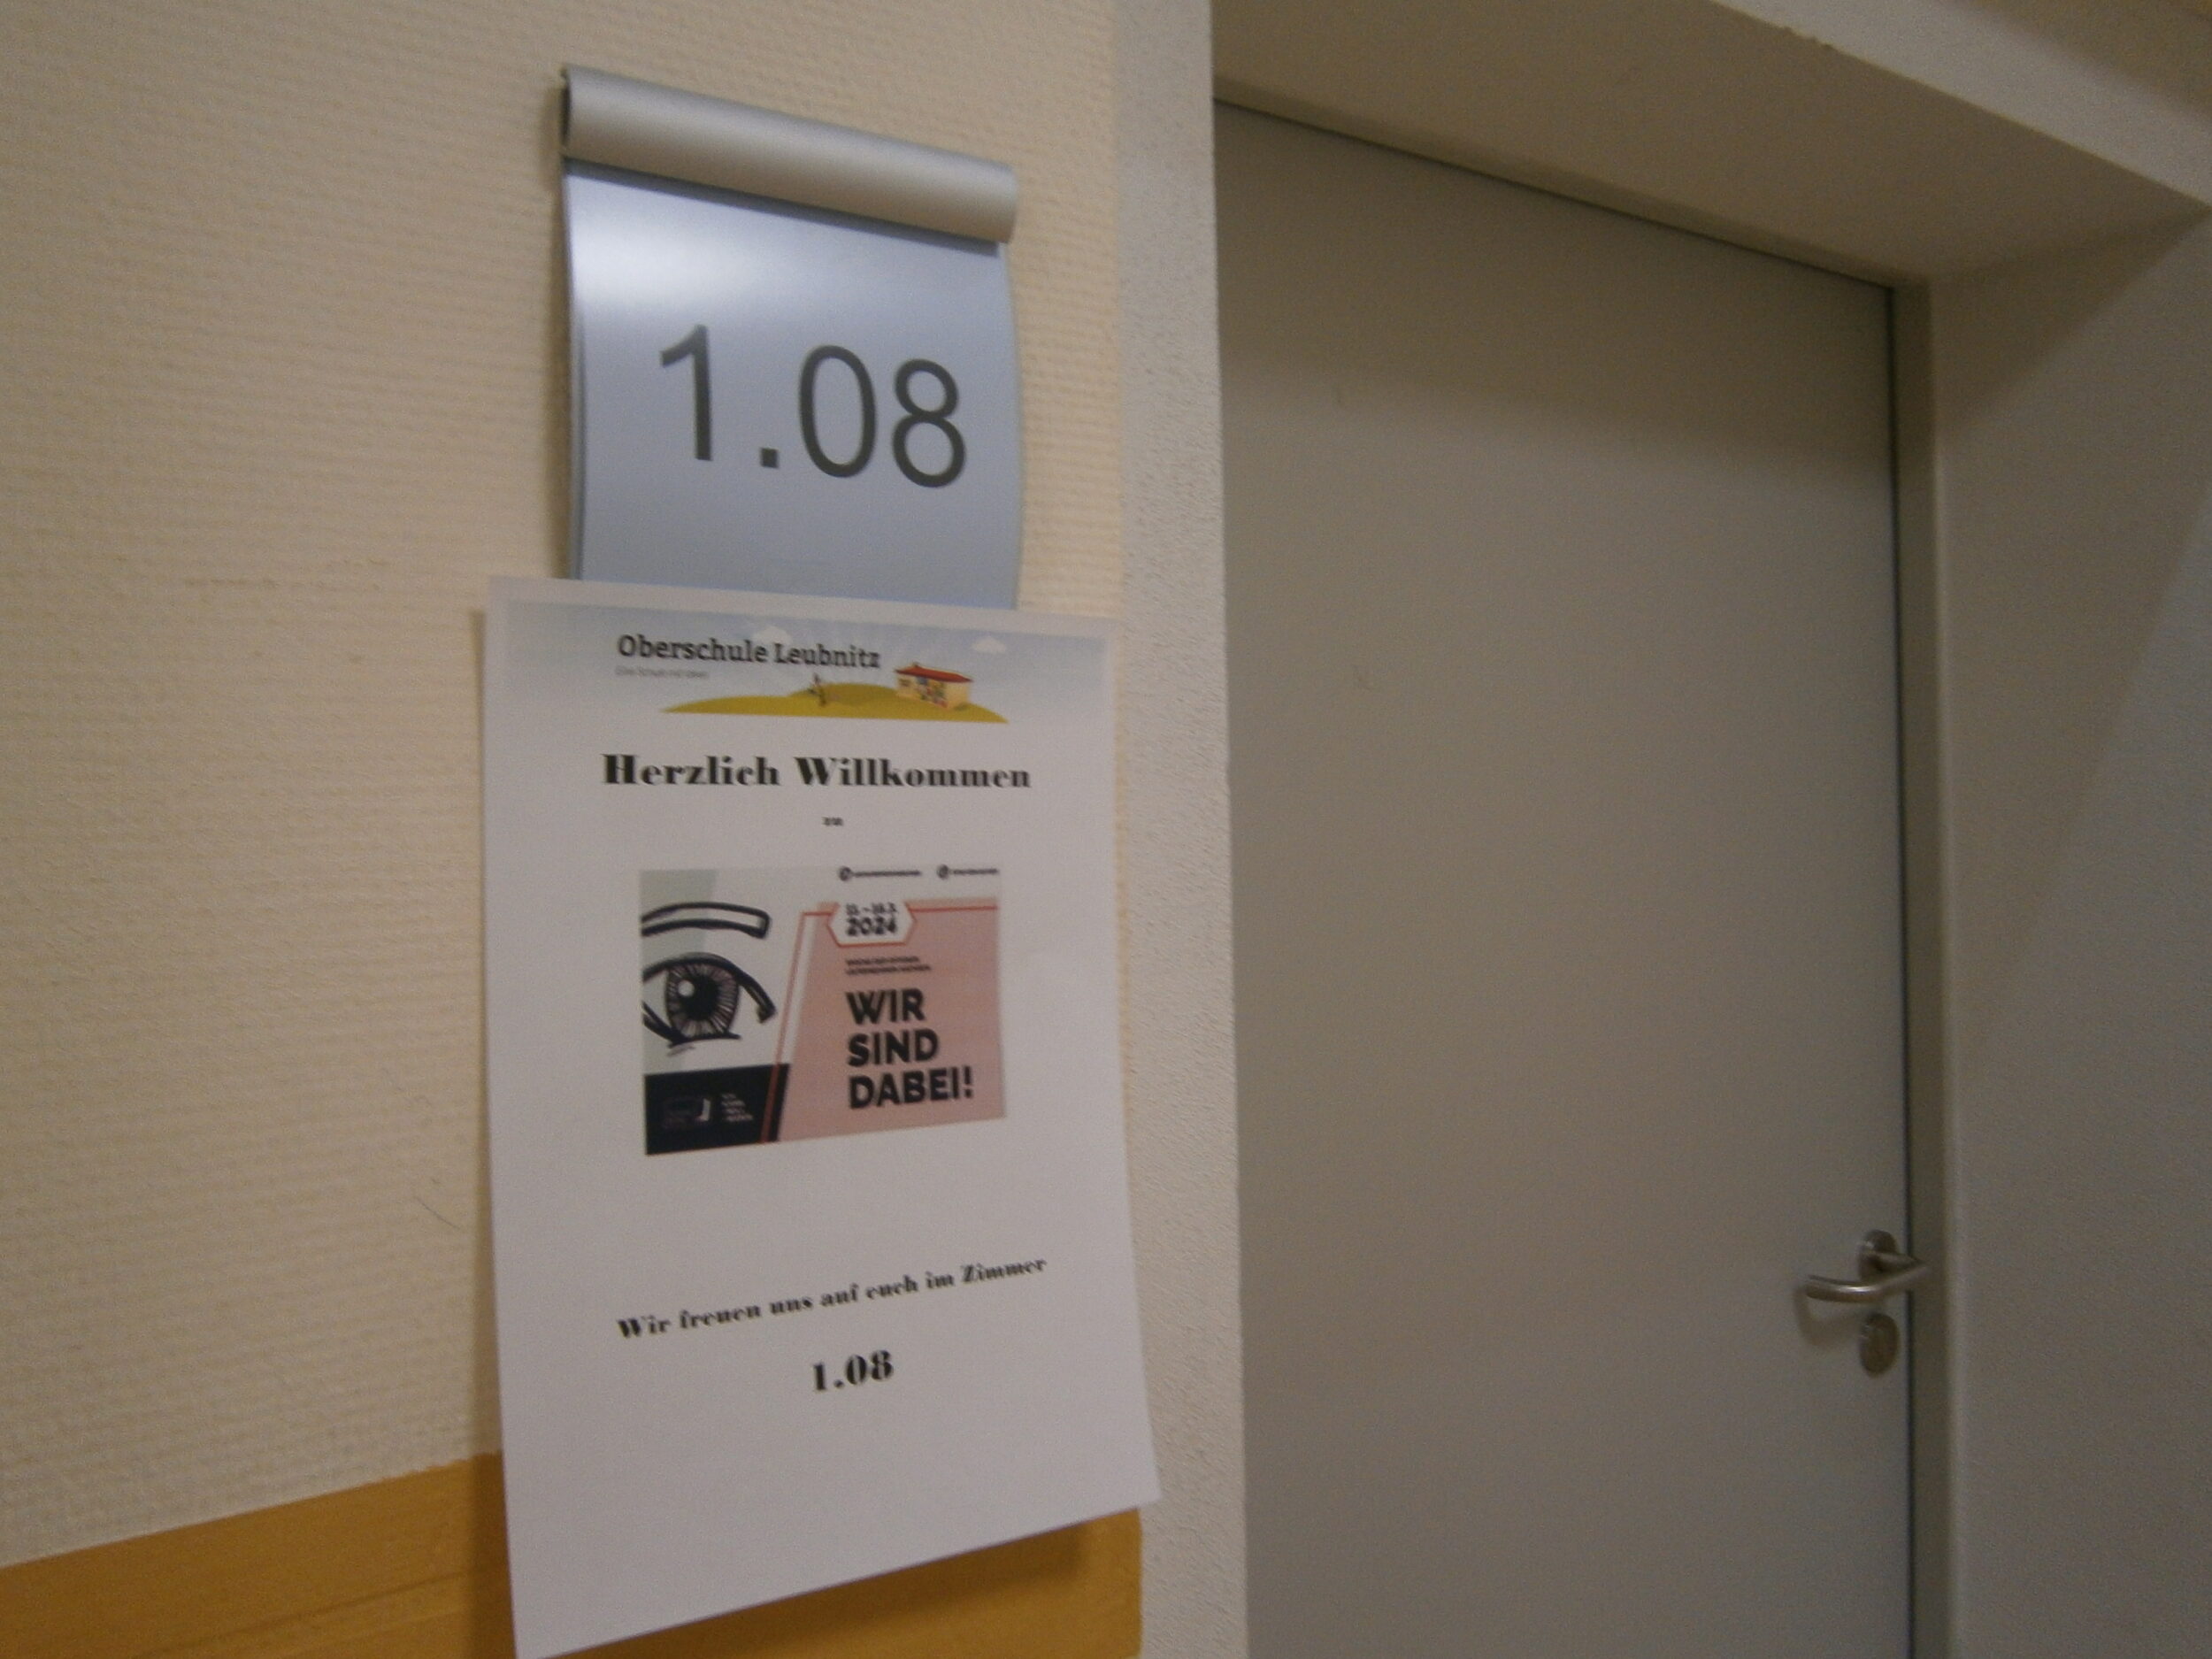 1.08
Oberschule Leubnitz
Herzlich Willkommen
2024
WIR
SIND
DABEI!
Wir freuen uns auf euch im Zimmer
1.08